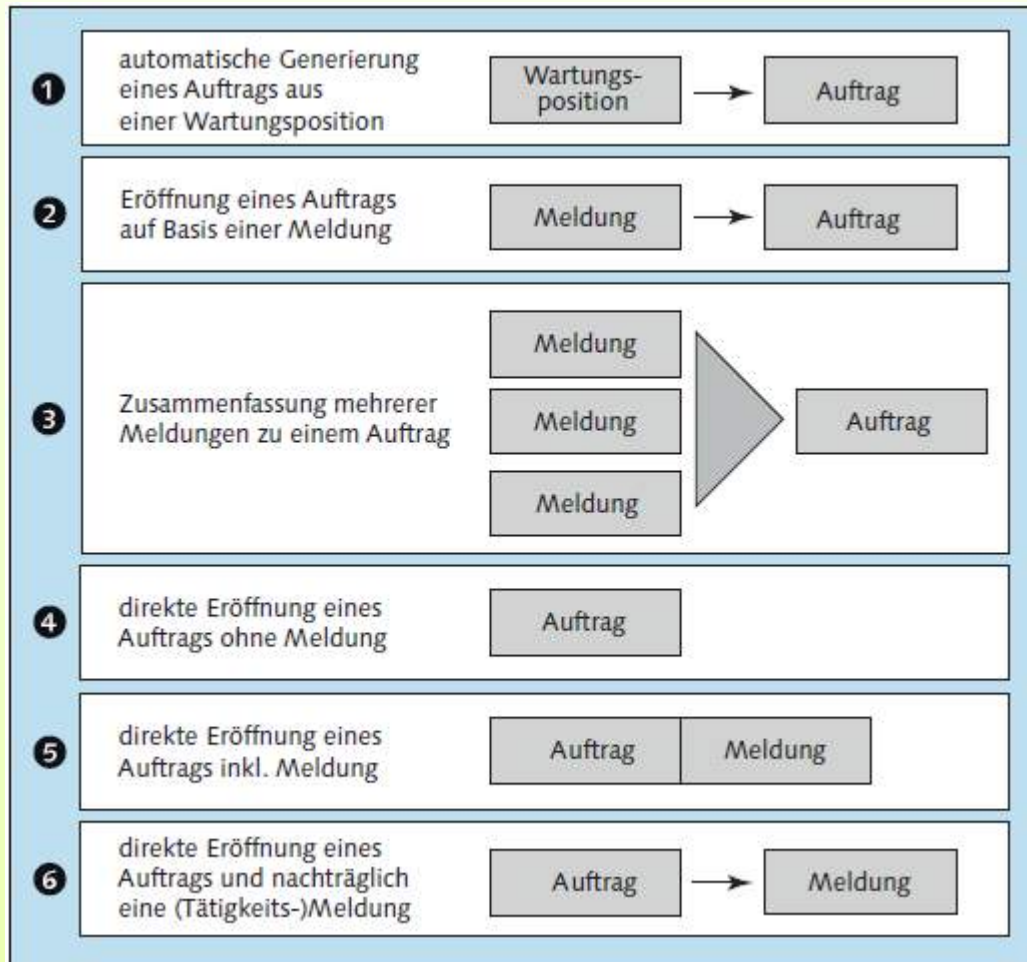 1
automatische Generierung
eines Auftrags aus
einer Wartungsposition
Wartungs-
position
Auftrag
2
Eröffnung eines Auftrags
auf Basis einer Meldung
Meldung
Auftrag
3
Zusammenfassung mehrerer
Meldungen zu einem Auftrag
Meldung
Meldung
Meldung
Auftrag
4
direkte Eröffnung eines
Auftrags ohne Meldung
Auftrag
5
direkte Eröffnung eines
Auftrags inkl. Meldung
Auftrag
Meldung
6
direkte Eröffnung eines
Auftrags und nachträglich
eine (Tätigkeits-)Meldung
Auftrag
Meldung